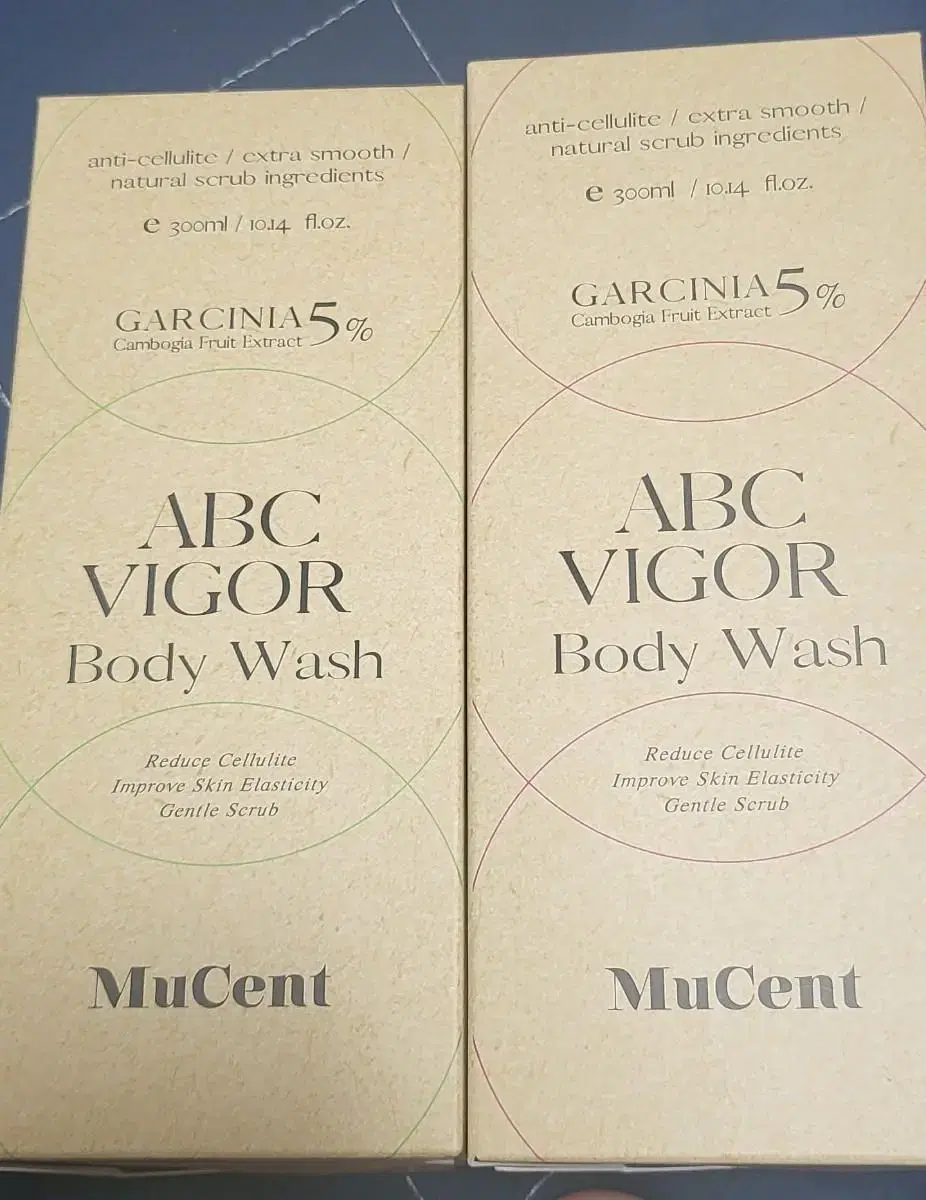 anti-cellulite / extra smooth /
natural scrub ingredients
e 300ml / 10.14 fl.oz.
GARCINIA 5 %
Cambogia Fruit Extract
ABC
VIGOR
Body Wash
Reduce Cellulite
Improve Skin Elasticity
Gentle Scrub
MuCent
anti-cellulite / extra smooth /
natural scrub ingredients
e 300ml / 10.14 fl.oz.
GARCINIA 5 %
Cambogia Fruit Extract
ABC
VIGOR
Body Wash
Reduce Cellulite
Improve Skin Elasticity
Gentle Scrub
MuCent